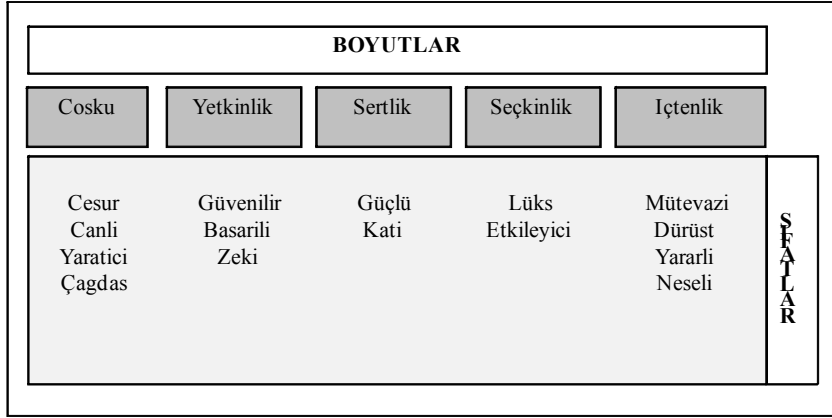 BOYUTLAR
Cosku Yetkinlik Sertlik Seçkinlik Içtenlik
Cesur Güvenilir Güçlü Lüks Mütevazi
Canli Basarili Kati Etkileyici Dürüst
Yaratici Zeki Yararli
Çagdas Neseli
SIFATLAR